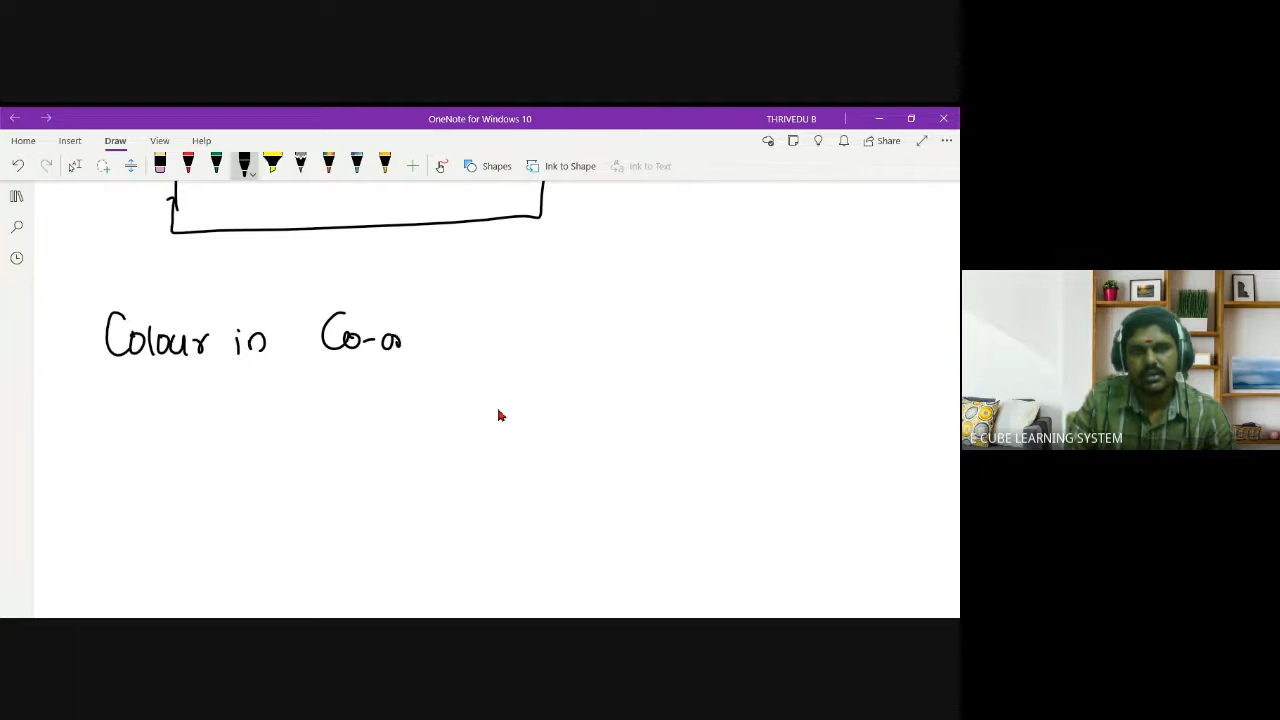 OneNote for Windows 10
THRIVEDU B
Home Insert Draw View Help
Share
Shapes Ink to Shape Ink to Text
Colour in Co-o
E CUBE LEARNING SYSTEM